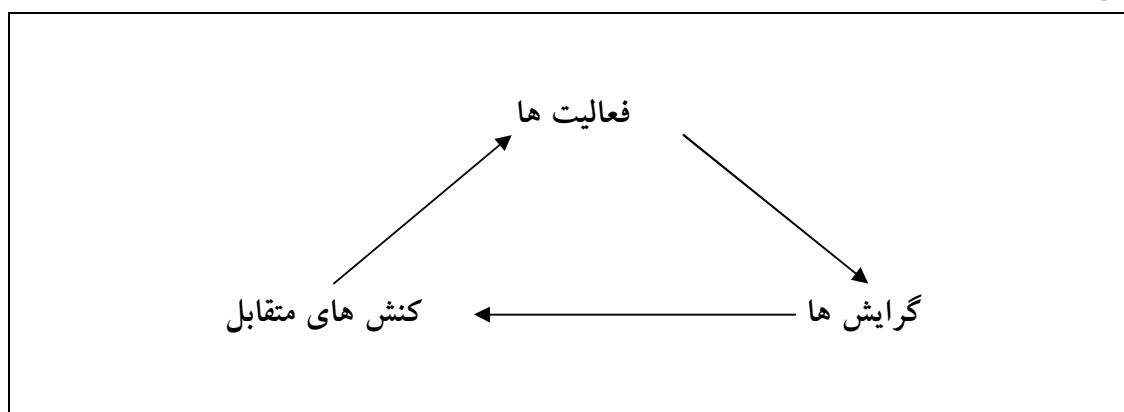 فعالیت ها
گرایش ها
کنش های متقابل